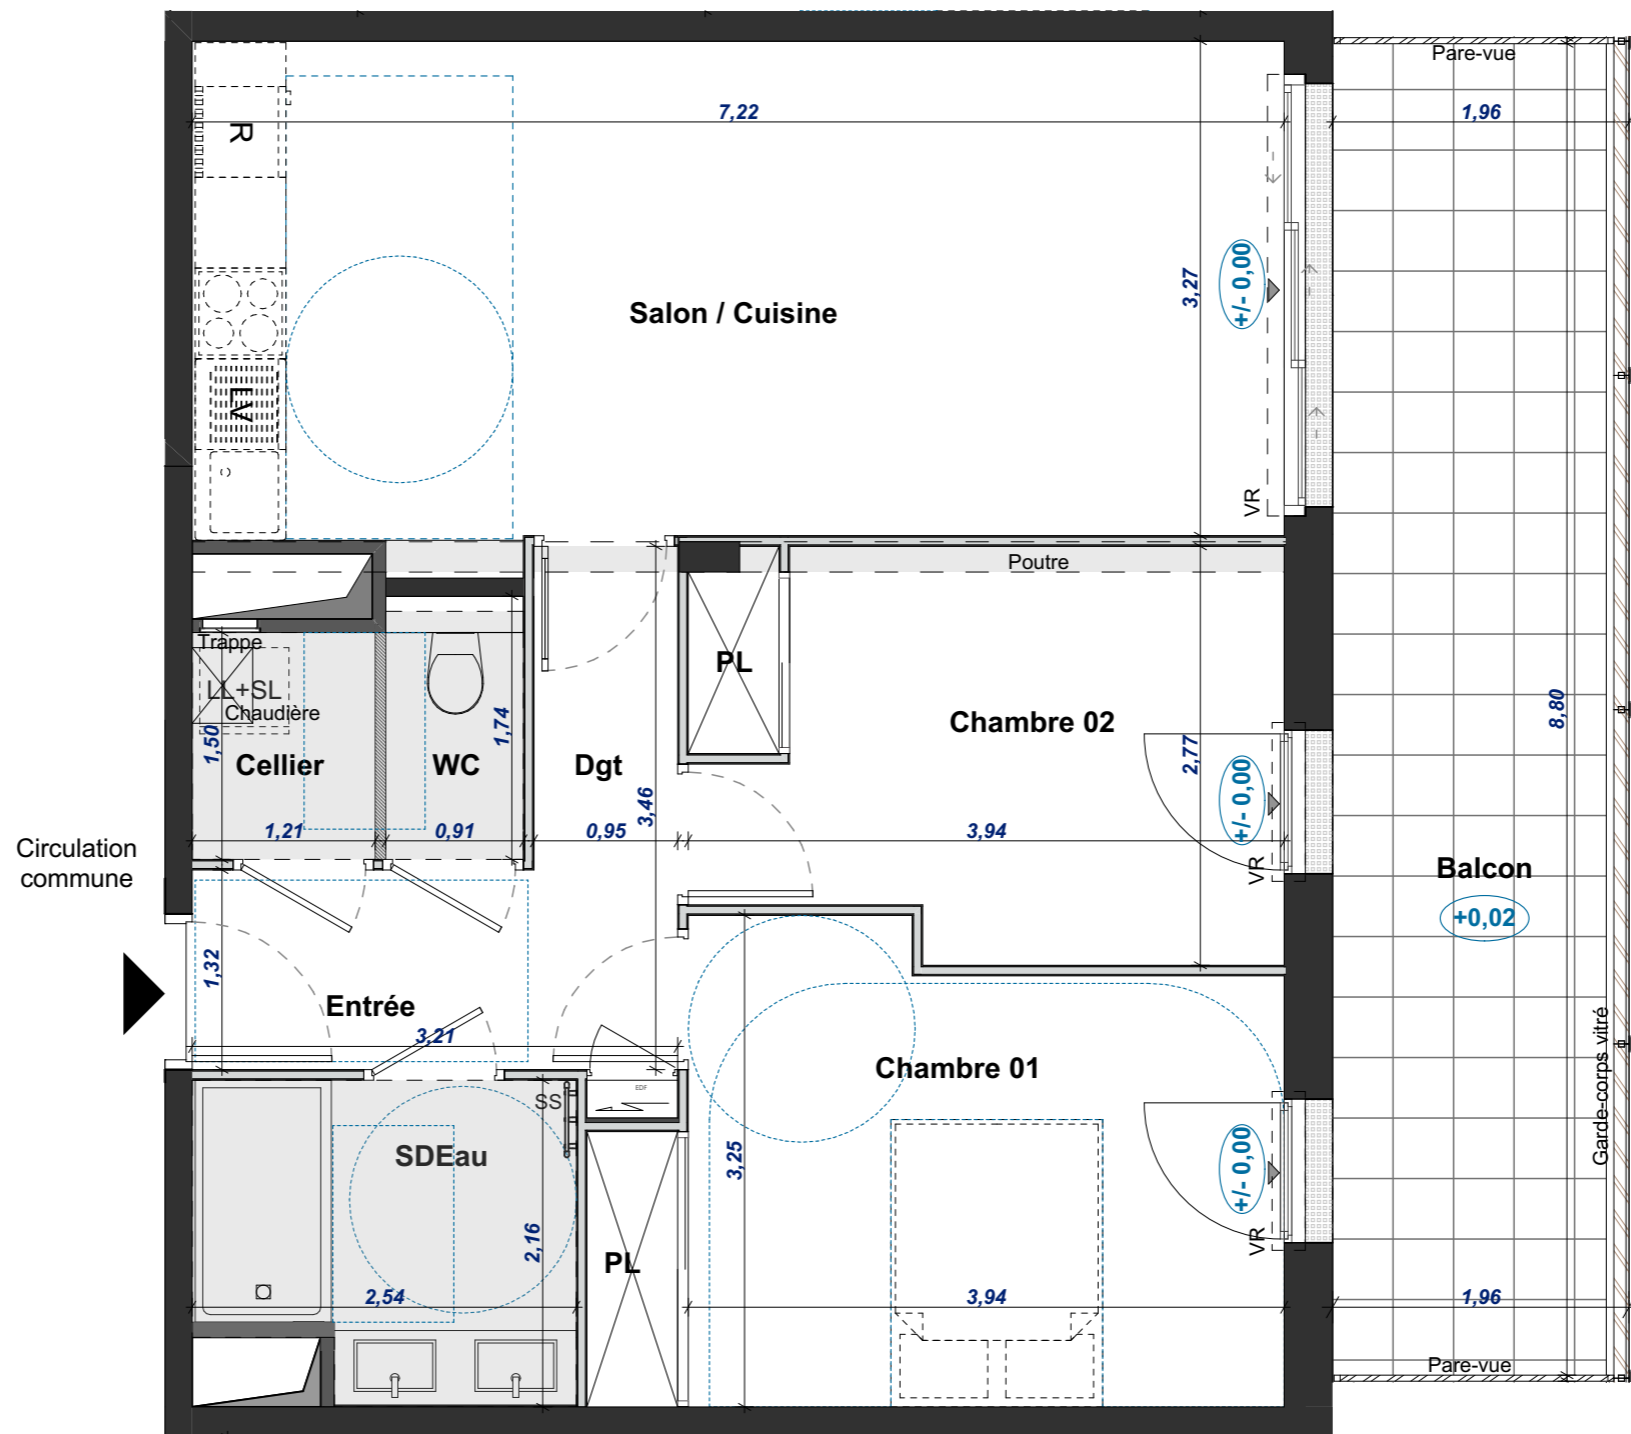 Pare-vue
7,22
1,96
R
3,27
+/- 0,00
Salon / Cuisine
LV
VR
Poutre
Trappe
LL+SL
Chaudière
PL
1,50
1,74
Cellier
WC
Dgt
Chambre 02
2,77
+/- 0,00
8,80
3,46
1,21
0,91
0,95
3,94
VR
Circulation
commune
Balcon
+0,02
1,32
Entrée
3,21
Chambre 01
Garde-corps vitré
EDF
SS
SDEau
3,25
+/- 0,00
VR
2,16
PL
2,54
3,94
1,96
Pare-vue